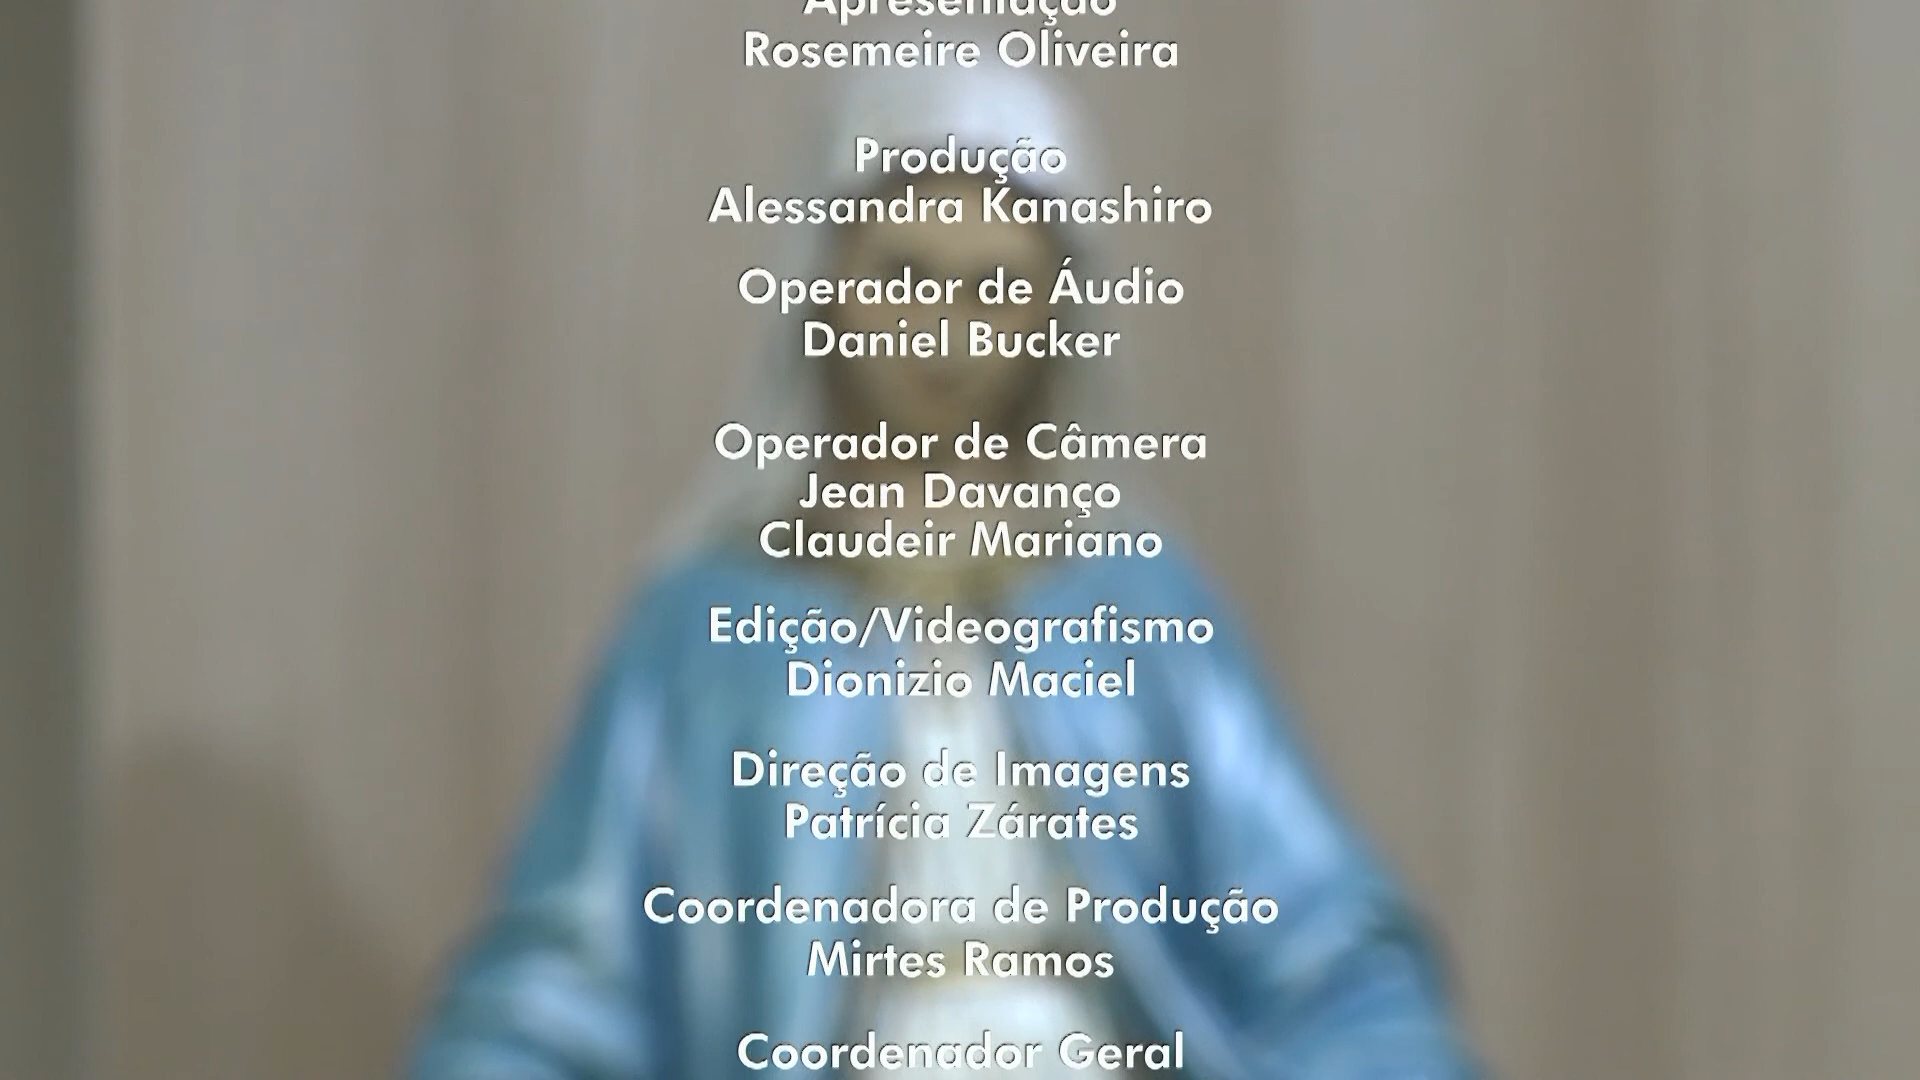 Apresentação
Rosemeire Oliveira
Produção
Alessandra Kanashiro
Operador de Áudio
Daniel Bucker
Operador de Câmera
Jean Davanço
Claudeir Mariano
Edição/Videografismo
Dionizio Maciel
Direção de Imagens
Patrícia Zárates
Coordenadora de Produção
Mirtes Ramos
Coordenador Geral